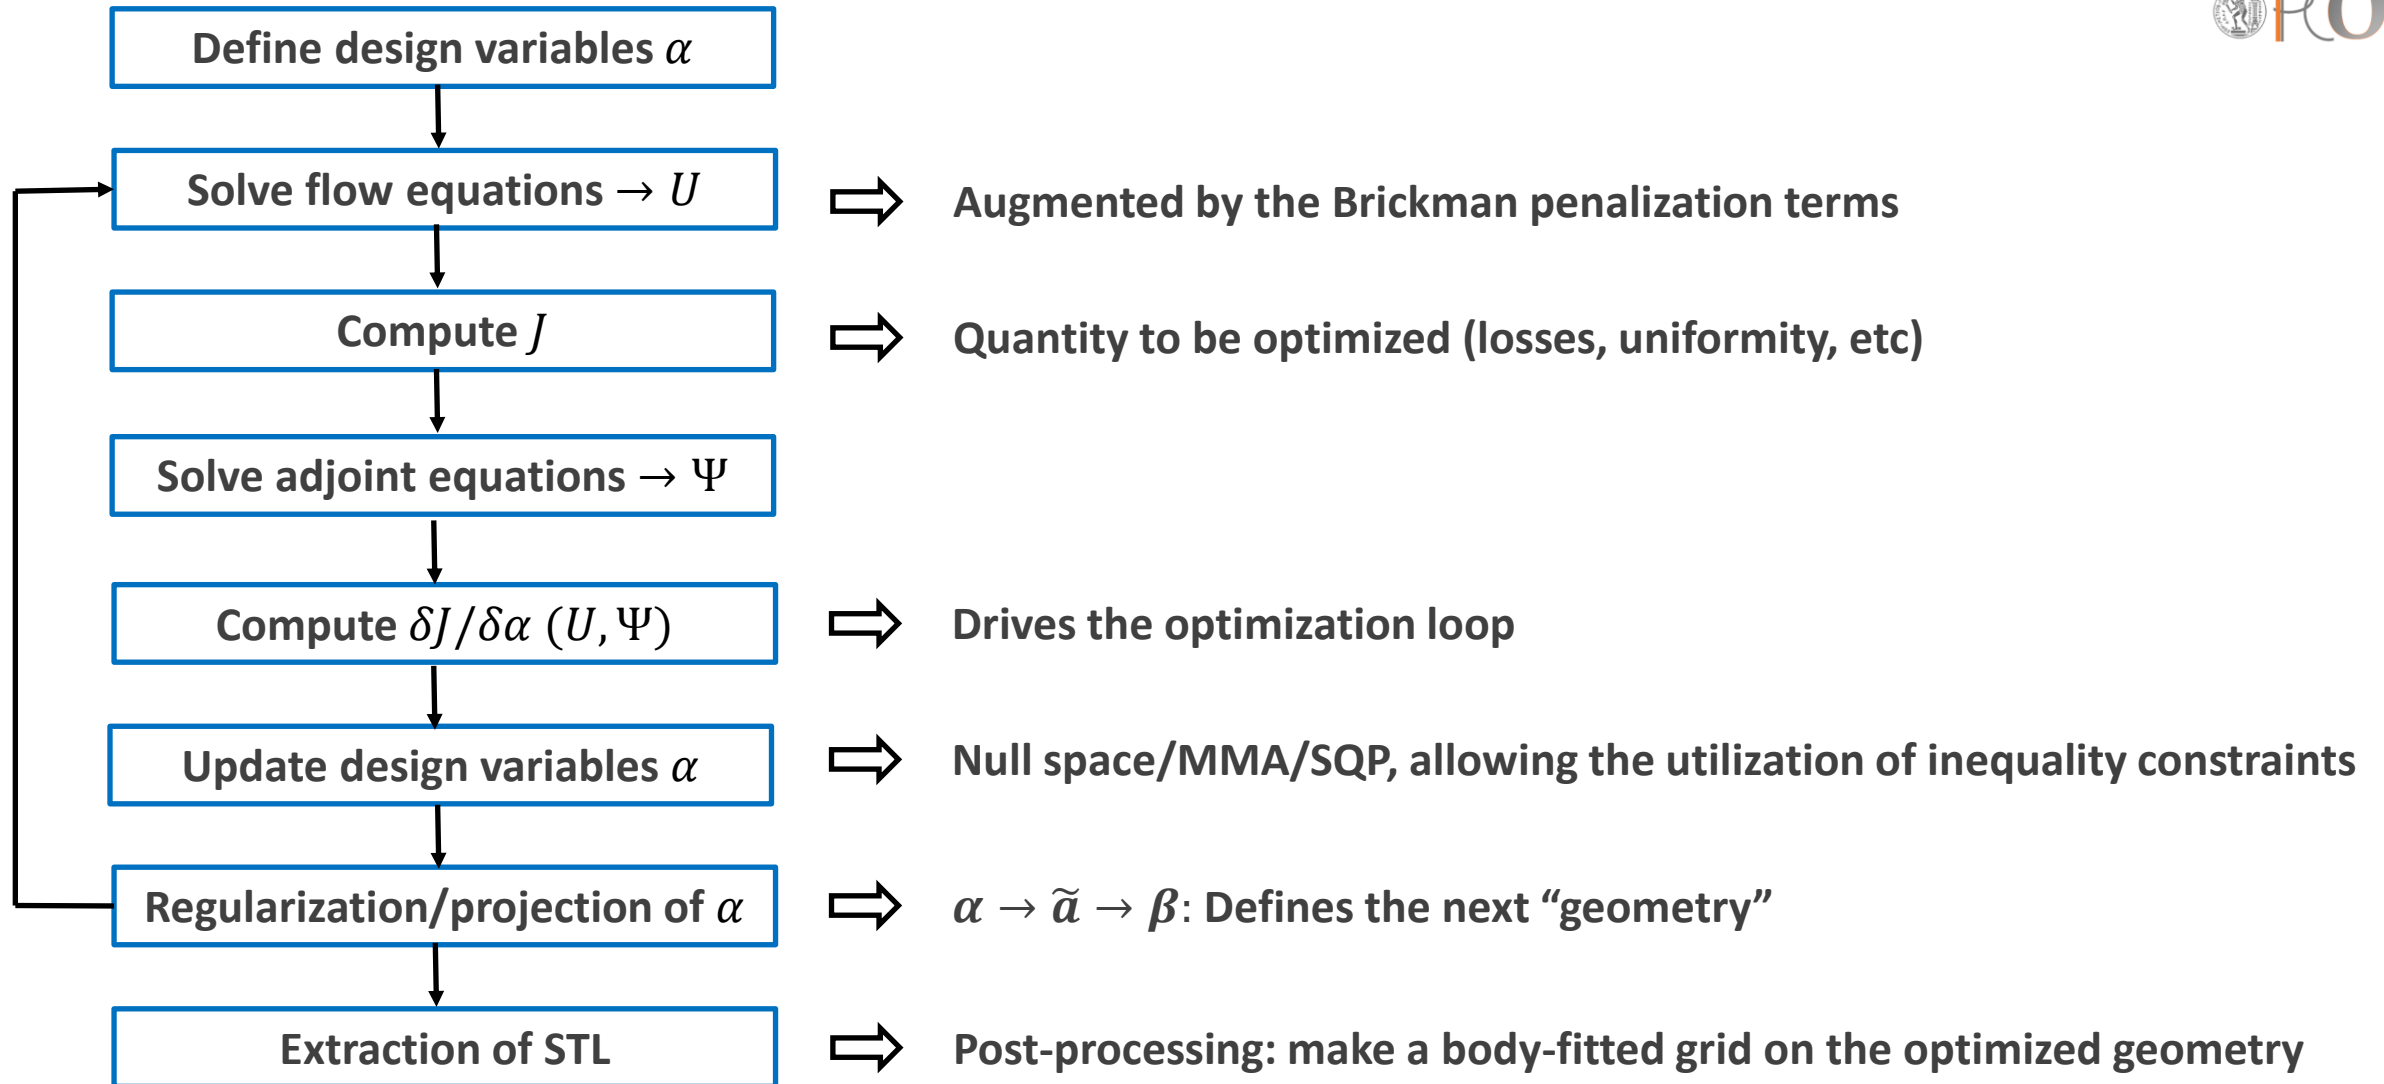 Define design variables α
Solve flow equations → U
Augmented by the Brickman penalization terms
Compute J
Quantity to be optimized (losses, uniformity, etc)
Solve adjoint equations → Ψ
Compute δJ/δα (U, Ψ)
Drives the optimization loop
Update design variables α
Null space/MMA/SQP, allowing the utilization of inequality constraints
Regularization/projection of α
α → α̃ → β: Defines the next “geometry”
Extraction of STL
Post-processing: make a body-fitted grid on the optimized geometry